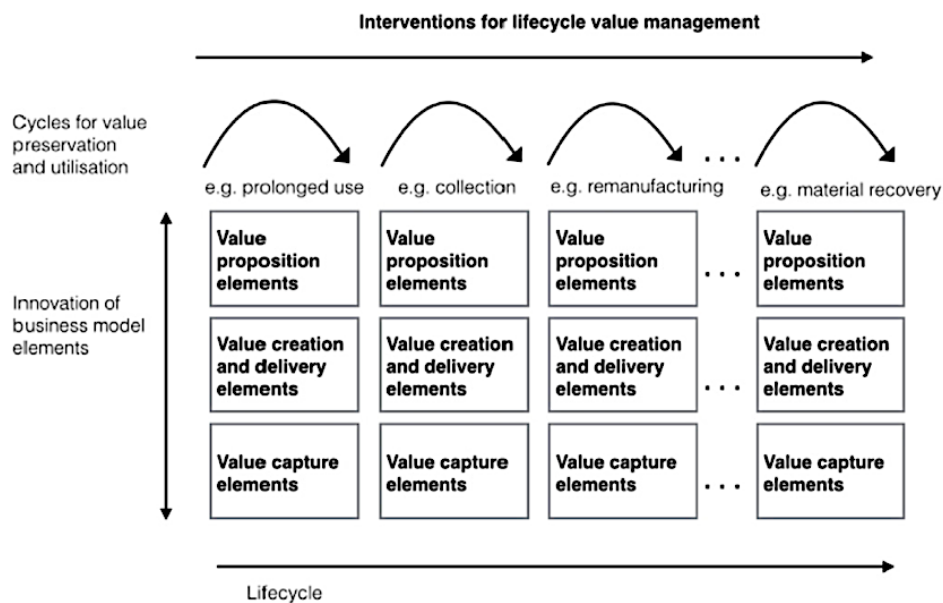 Interventions for lifecycle value management
Cycles for value
preservation
and utilisation
e.g. prolonged use
e.g. collection
e.g. remanufacturing
. . .
e.g. material recovery
Innovation of
business model
elements
Value
proposition
elements
Value
proposition
elements
Value
proposition
elements
. . .
Value
proposition
elements
Value creation
and delivery
elements
Value creation
and delivery
elements
Value creation
and delivery
elements
. . .
Value creation
and delivery
elements
Value capture
elements
Value capture
elements
Value capture
elements
. . .
Value capture
elements
Lifecycle